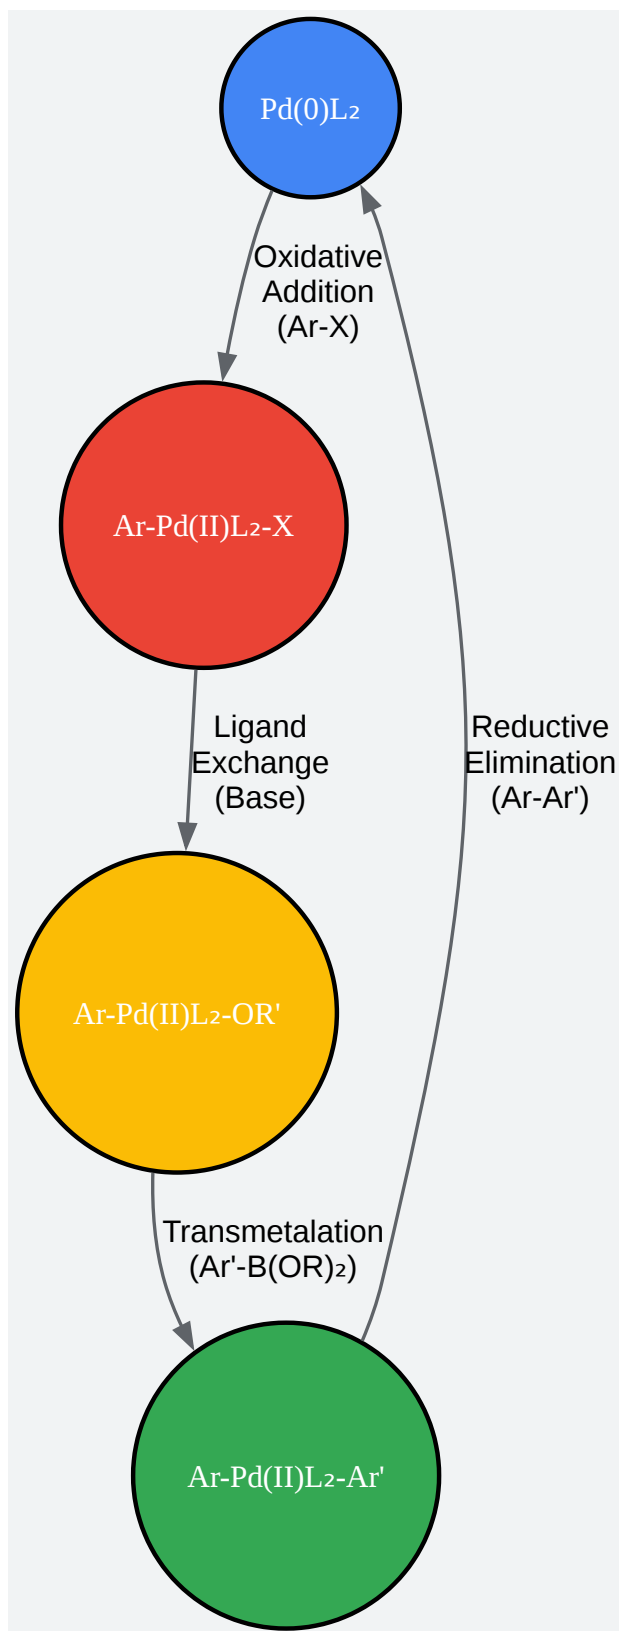 Pd(0)L₂
Oxidative
Addition
(Ar-X)
Ar-Pd(II)L₂-X
Ligand
Exchange
(Base)
Reductive
Elimination
(Ar-Ar')
Ar-Pd(II)L₂-OR'
Transmetalation
(Ar'-B(OR)₂)
Ar-Pd(II)L₂-Ar'